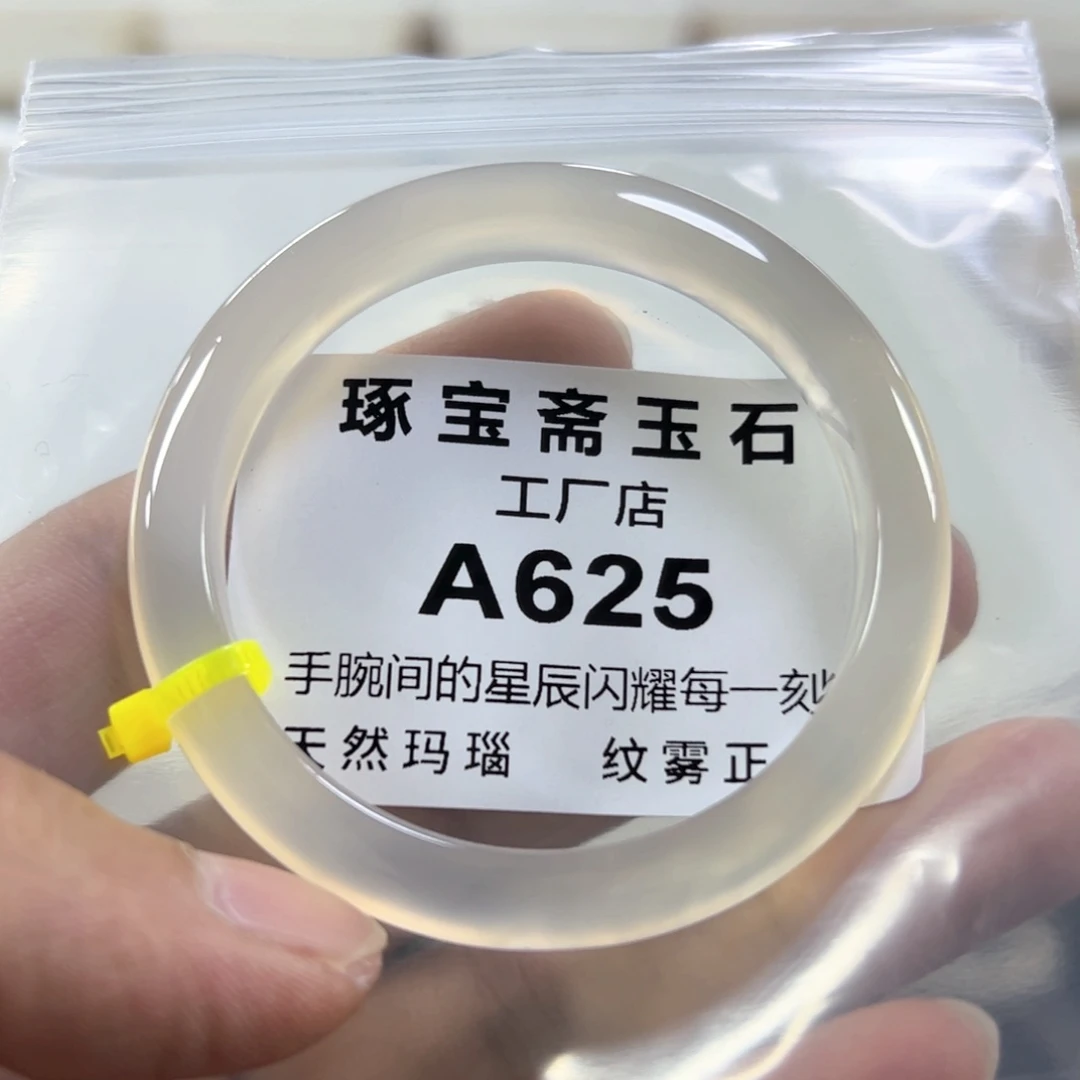 琢宝斋玉石
工厂店
A625
手腕间的星辰闪耀每一刻
天然玛瑙 纹雾正